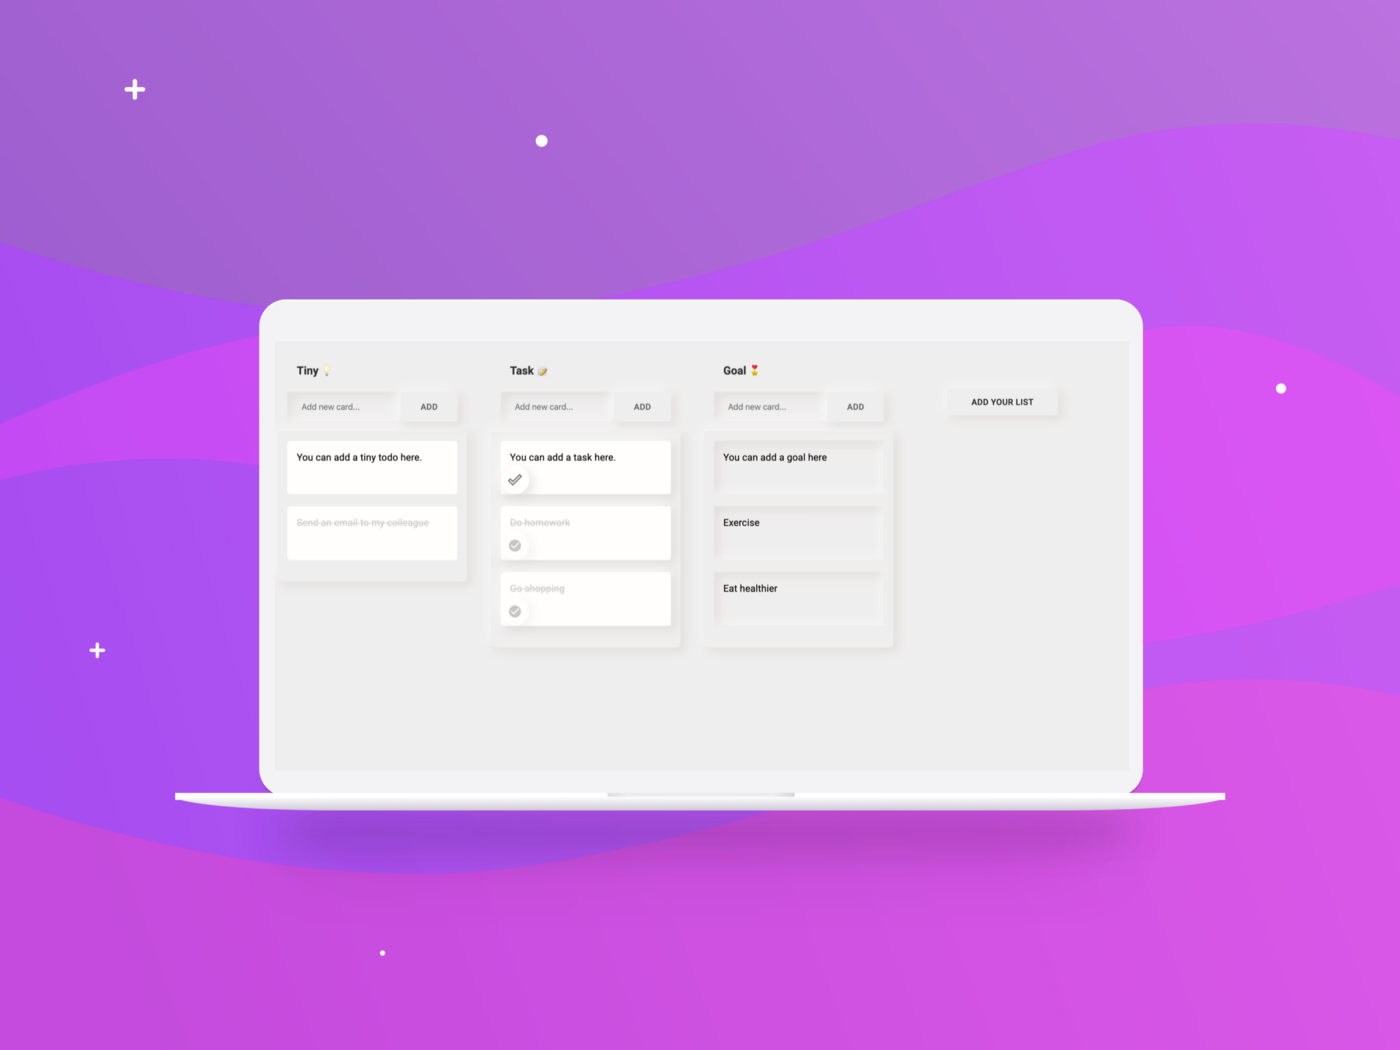 Tiny 💡
Add new card...
ADD
You can add a tiny todo here.
Send an email to my colleague
Task 📝
Add new card...
ADD
You can add a task here.
Do homework
Go shopping
Goal 🎖️
Add new card...
ADD
You can add a goal here
Exercise
Eat healthier
ADD YOUR LIST